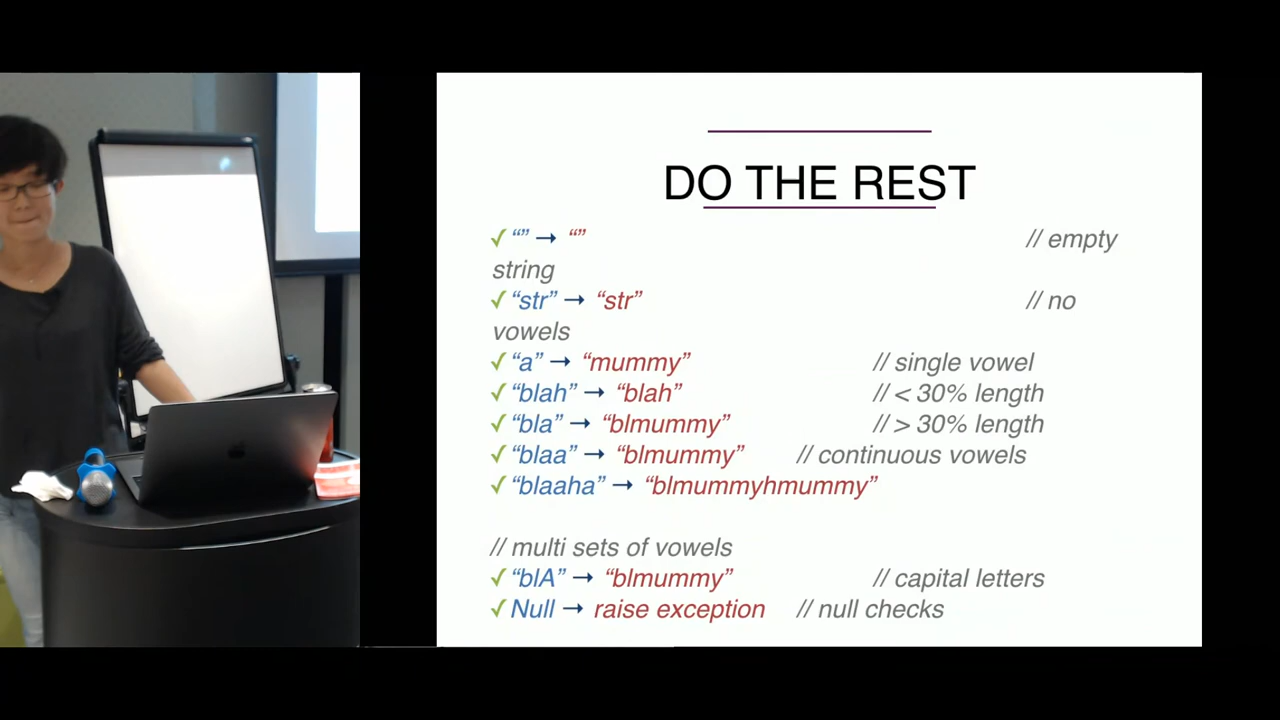 DO THE REST
✓ “” → “” // empty
string
✓ “str” → “str” // no
vowels
✓ “a” → “mummy” // single vowel
✓ “blah” → “blah” // < 30% length
✓ “bla” → “blmummy” // > 30% length
✓ “blaa” → “blmummy” // continuous vowels
✓ “blaaha” → “blmummyhmummy”
// multi sets of vowels
✓ “blA” → “blmummy” // capital letters
✓ Null → raise exception // null checks